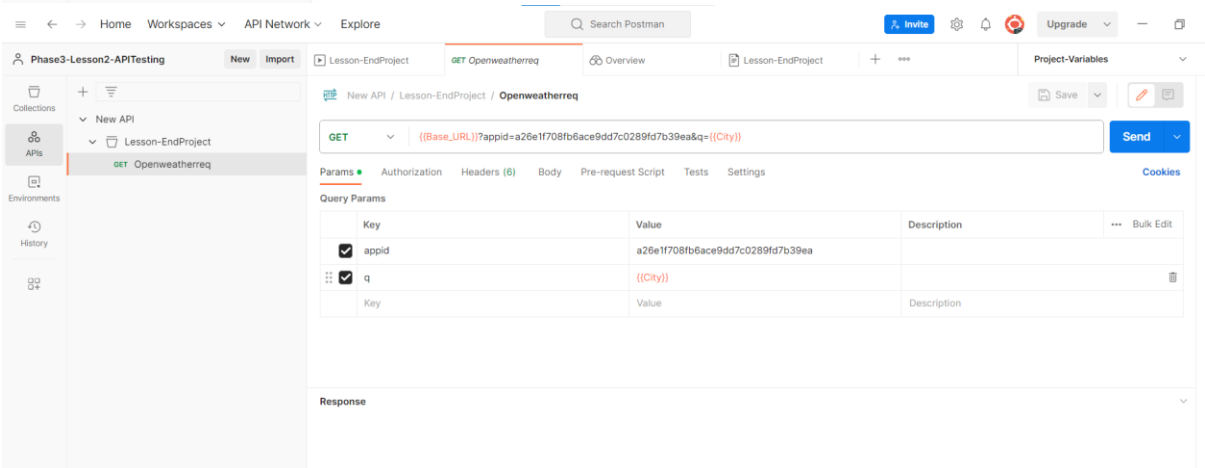 Home Workspaces API Network Explore Search Postman Invite Upgrade
Phase3-Lesson2-APITesting New Import Lesson-EndProject GET Openweatherreq Overview Lesson-EndProject Project-Variables
Collections
APIs
Environments
History
New API
Lesson-EndProject
GET Openweatherreq
HTTP New API / Lesson-EndProject / Openweatherreq Save
GET {{Base_URL}}?appid=a26e1f708fb6ace9dd7c0289fd7b39ea&q={{City}} Send
Params Authorization Headers (6) Body Pre-request Script Tests Settings Cookies
Query Params
Key Value Description Bulk Edit
appid a26e1f708fb6ace9dd7c0289fd7b39ea
q {{City}}
Key Value Description
Response